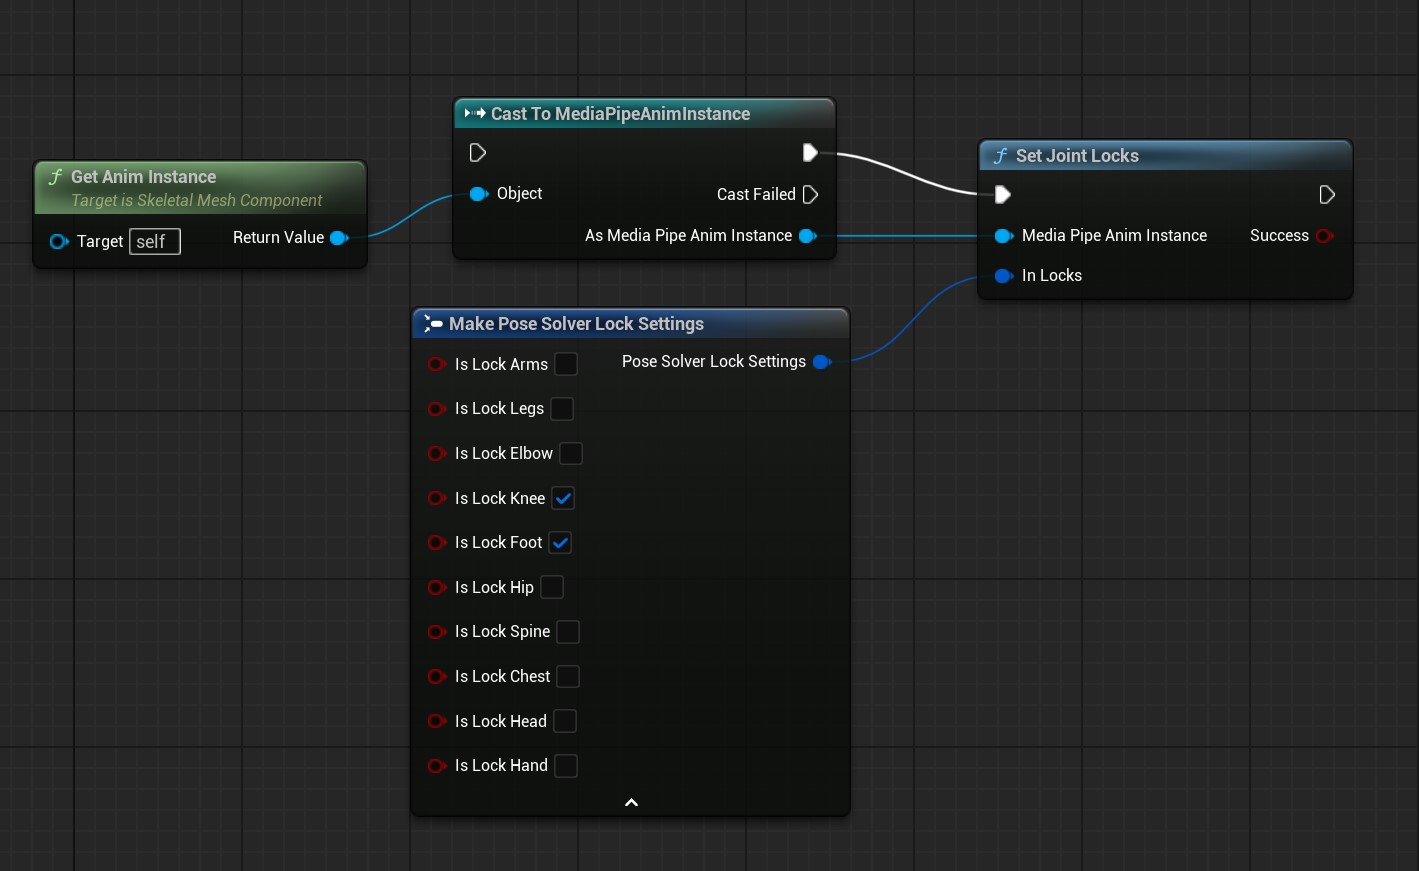 Get Anim Instance
Target is Skeletal Mesh Component
Target self
Return Value
Cast To MediaPipeAnimInstance
Object
Cast Failed
As Media Pipe Anim Instance
Set Joint Locks
Media Pipe Anim Instance
Success
In Locks
Make Pose Solver Lock Settings
Is Lock Arms
Pose Solver Lock Settings
Is Lock Legs
Is Lock Elbow
Is Lock Knee
Is Lock Foot
Is Lock Hip
Is Lock Spine
Is Lock Chest
Is Lock Head
Is Lock Hand